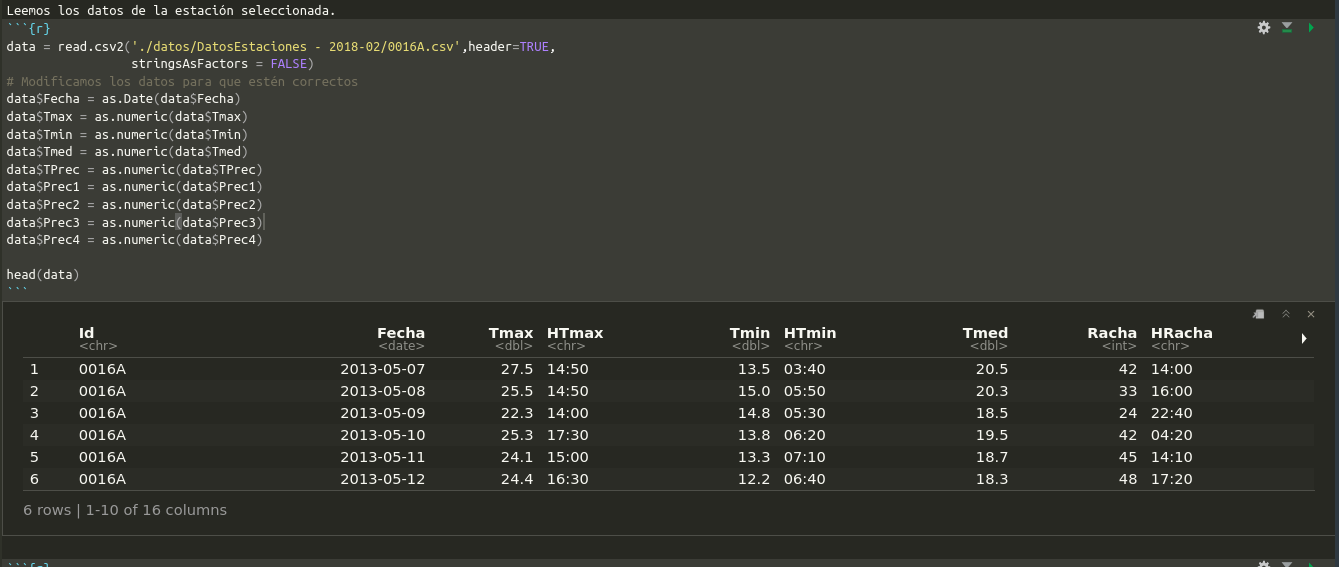 Leemos los datos de la estación seleccionada.
```{r}
data = read.csv2('./datos/DatosEstaciones - 2018-02/0016A.csv',header=TRUE,
stringsAsFactors = FALSE)
# Modificamos los datos para que estén correctos
data$Fecha = as.Date(data$Fecha)
data$Tmax = as.numeric(data$Tmax)
data$Tmin = as.numeric(data$Tmin)
data$Tmed = as.numeric(data$Tmed)
data$TPrec = as.numeric(data$TPrec)
data$Prec1 = as.numeric(data$Prec1)
data$Prec2 = as.numeric(data$Prec2)
data$Prec3 = as.numeric(data$Prec3)
data$Prec4 = as.numeric(data$Prec4)
head(data)
```
Id Fecha Tmax HTmax Tmin HTmin Tmed Racha HRacha
<chr> <date> <dbl> <chr> <dbl> <chr> <dbl> <int> <chr>
1 0016A 2013-05-07 27.5 14:50 13.5 03:40 20.5 42 14:00
2 0016A 2013-05-08 25.5 14:50 15.0 05:50 20.3 33 16:00
3 0016A 2013-05-09 22.3 14:00 14.8 05:30 18.5 24 22:40
4 0016A 2013-05-10 25.3 17:30 13.8 06:20 19.5 42 04:20
5 0016A 2013-05-11 24.1 15:00 13.3 07:10 18.7 45 14:10
6 0016A 2013-05-12 24.4 16:30 12.2 06:40 18.3 48 17:20
6 rows | 1-10 of 16 columns
```{r}